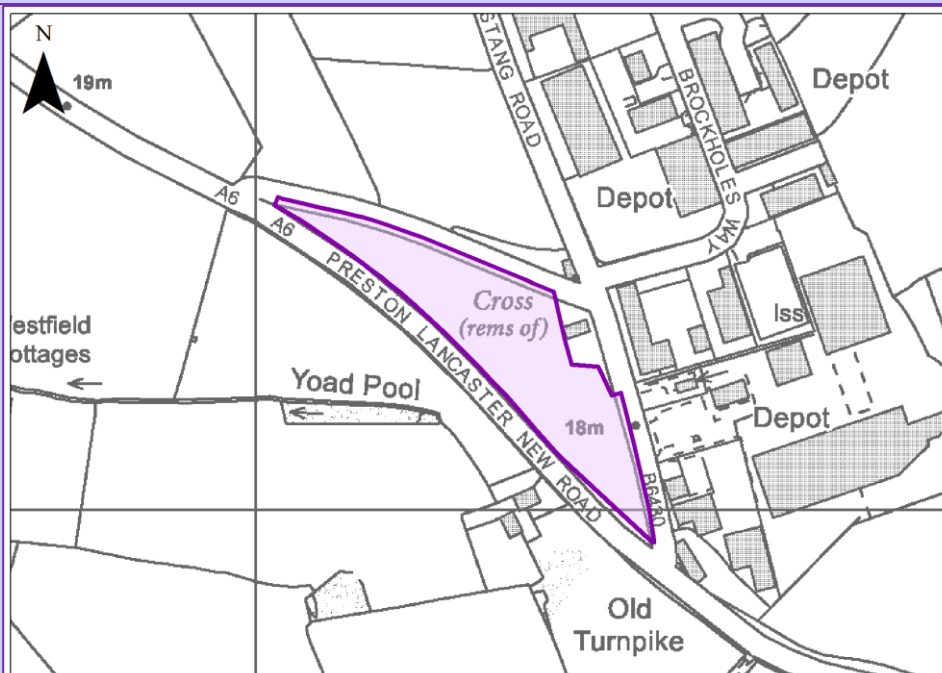 N
19m
STANG ROAD
BROCKHOLES WAY
Depot
Depot
A6
A6
PRESTON LANCASTER NEW ROAD
Cross
(rems of)
Iss
estfield
ottages
Yoad Pool
18m
Depot
B6430
Old
Turnpike